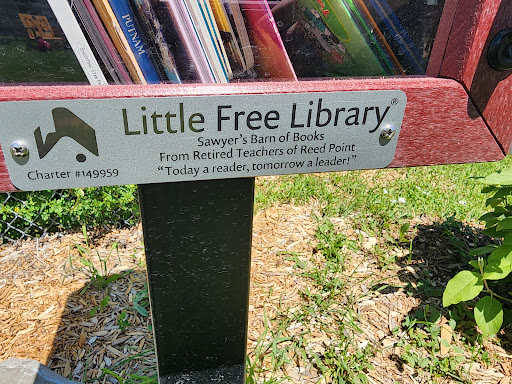 PUTNAM
Little Free Library®
Sawyer's Barn of Books
From Retired Teachers of Reed Point
"Today a reader, tomorrow a leader!"
Charter #149959